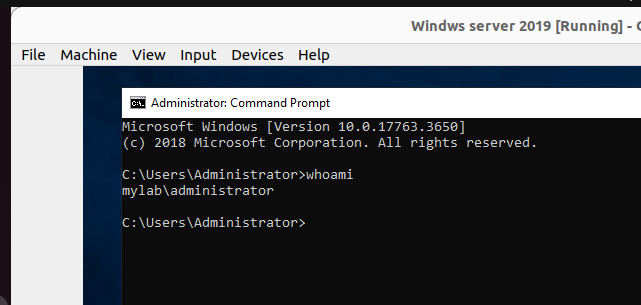 Windws server 2019 [Running] -
File Machine View Input Devices Help
Administrator: Command Prompt
Microsoft Windows [Version 10.0.17763.3650]
(c) 2018 Microsoft Corporation. All rights reserved.
C:\Users\Administrator>whoami
mylab\administrator
C:\Users\Administrator>